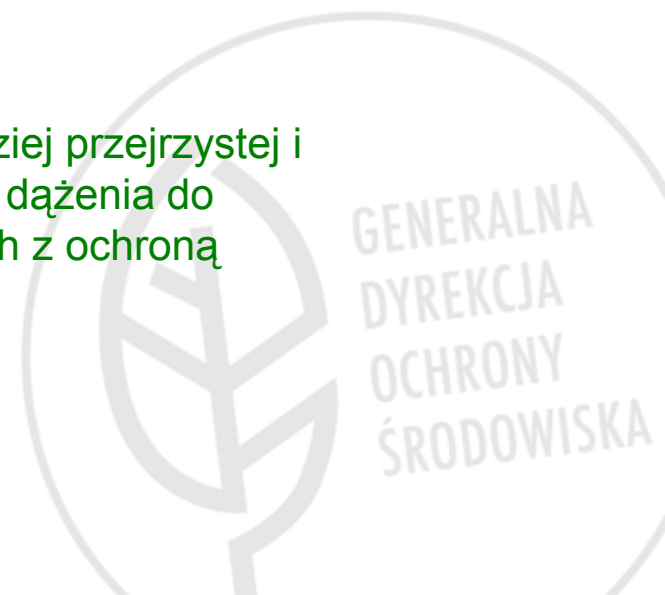 ziej przejrzystej i
dążenia do
h z ochroną
GENERALNA
DYREKCJA
OCHRONY
ŚRODOWISKA